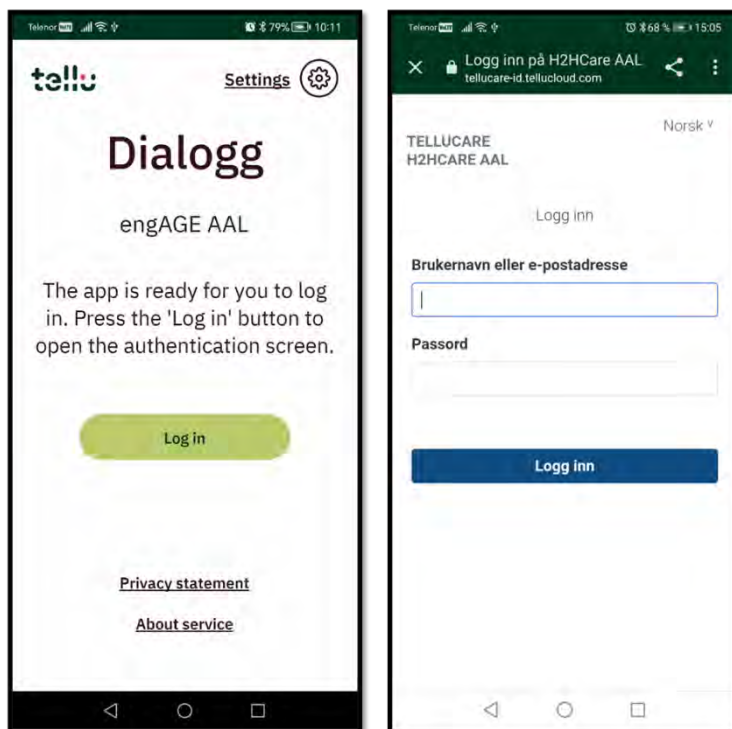 Telenor VoLTE 79% 10:11
tellu
Settings
Dialogg
engAGE AAL
The app is ready for you to log
in. Press the 'Log in' button to
open the authentication screen.
Log in
Privacy statement
About service
Telenor VoLTE 68 % 15:05
Logg inn på H2HCare AAL
tellucare-id.tellucloud.com
Norsk
TELLUCARE
H2HCARE AAL
Logg inn
Brukernavn eller e-postadresse
Passord
Logg inn